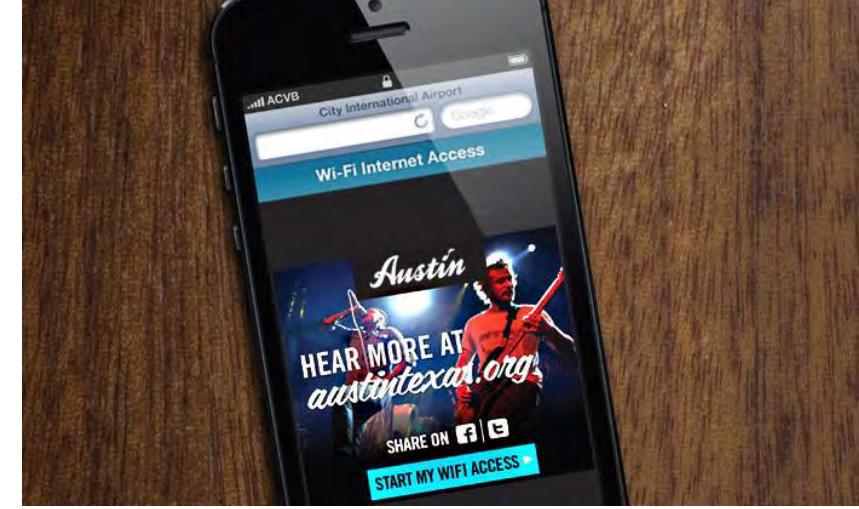 ACVB
City International Airport
Google
Wi-Fi Internet Access
Austin
HEAR MORE AT
austintexas.org
SHARE ON f | t
START MY WIFI ACCESS